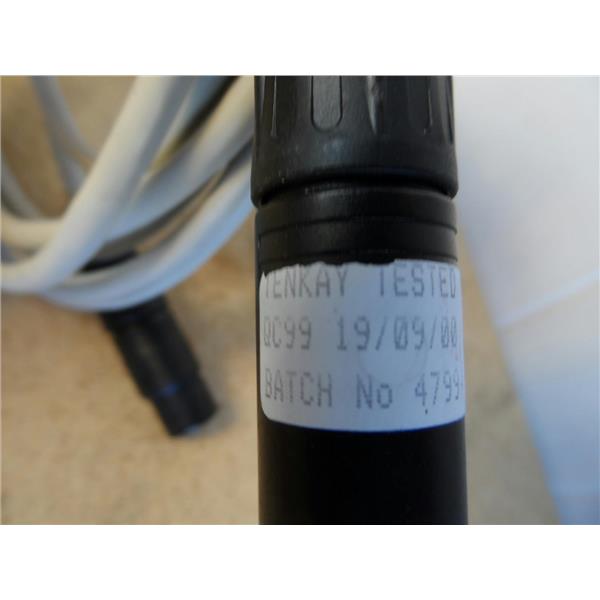 TENKAY TESTED
QC99 19/09/00
BATCH No 4799